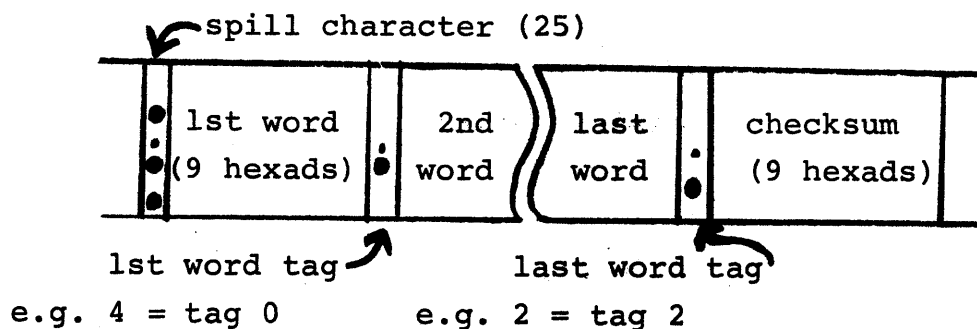 spill character (25)
1st word 2nd last checksum
(9 hexads) word word (9 hexads)
1st word tag last word tag
e.g. 4 = tag 0 e.g. 2 = tag 2